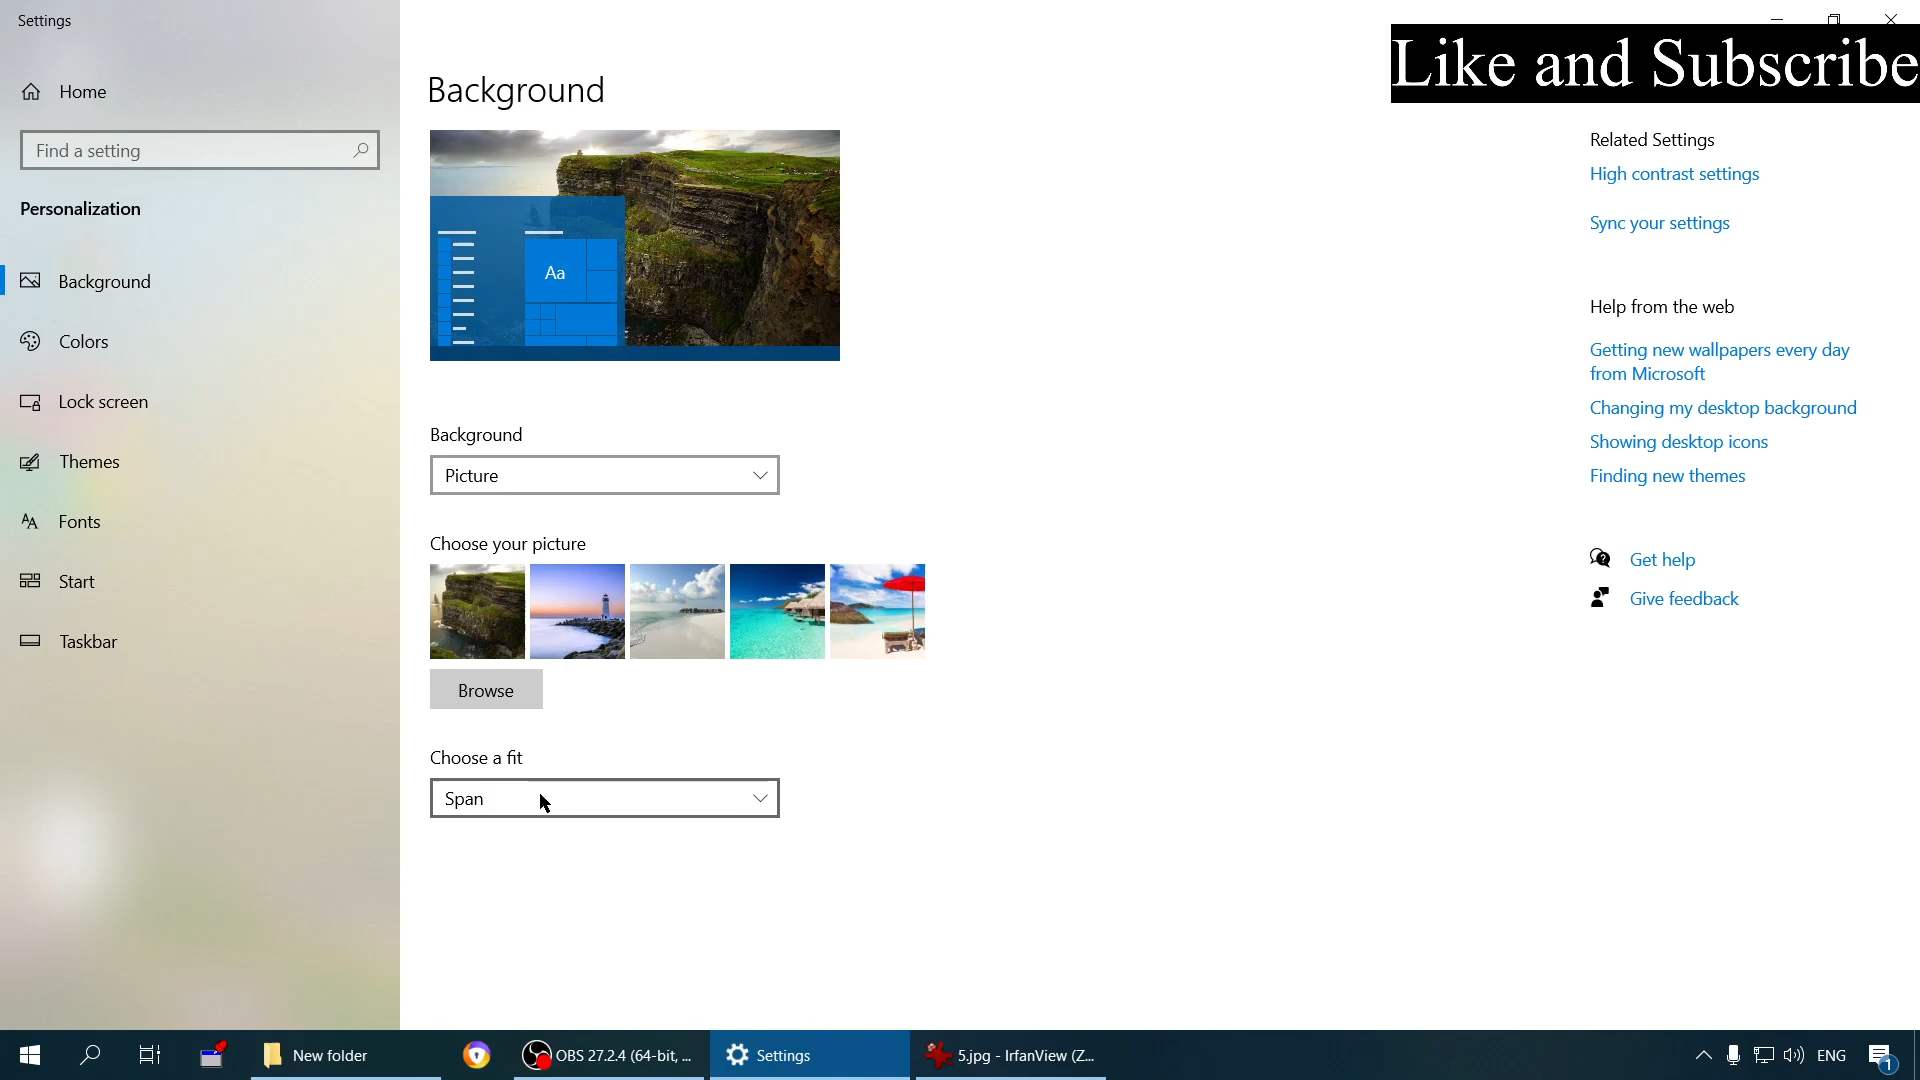 Settings
Like and Subscribe
Home
Find a setting
Personalization
Background
Colors
Lock screen
Themes
Fonts
Start
Taskbar
Background
Aa
Background
Picture
Choose your picture
Browse
Choose a fit
Span
Related Settings
High contrast settings
Sync your settings
Help from the web
Getting new wallpapers every day
from Microsoft
Changing my desktop background
Showing desktop icons
Finding new themes
Get help
Give feedback
New folder
OBS 27.2.4 (64-bit, ...
Settings
5.jpg - IrfanView (Z...
ENG
1